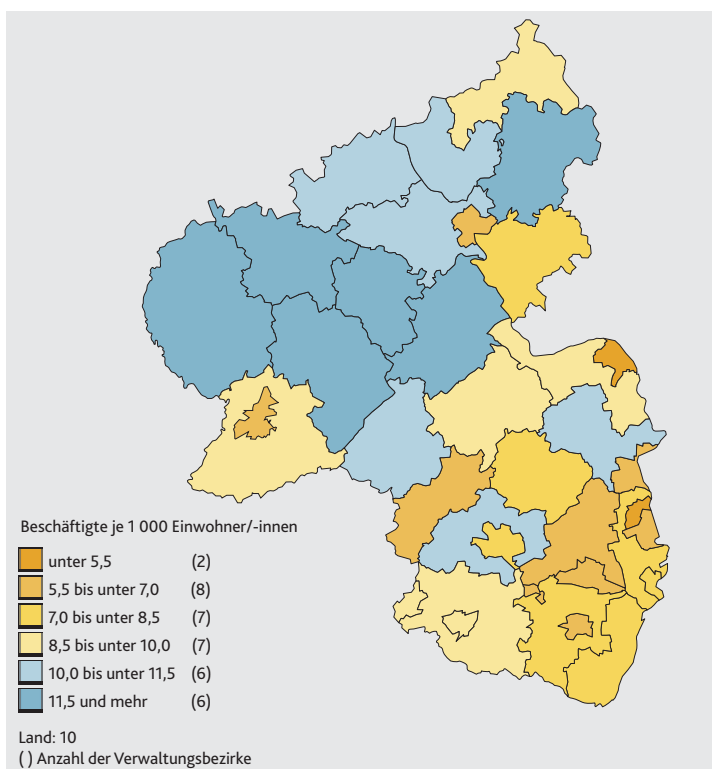 Beschäftigte je 1 000 Einwohner/-innen
unter 5,5 (2)
5,5 bis unter 7,0 (8)
7,0 bis unter 8,5 (7)
8,5 bis unter 10,0 (7)
10,0 bis unter 11,5 (6)
11,5 und mehr (6)
Land: 10
( ) Anzahl der Verwaltungsbezirke